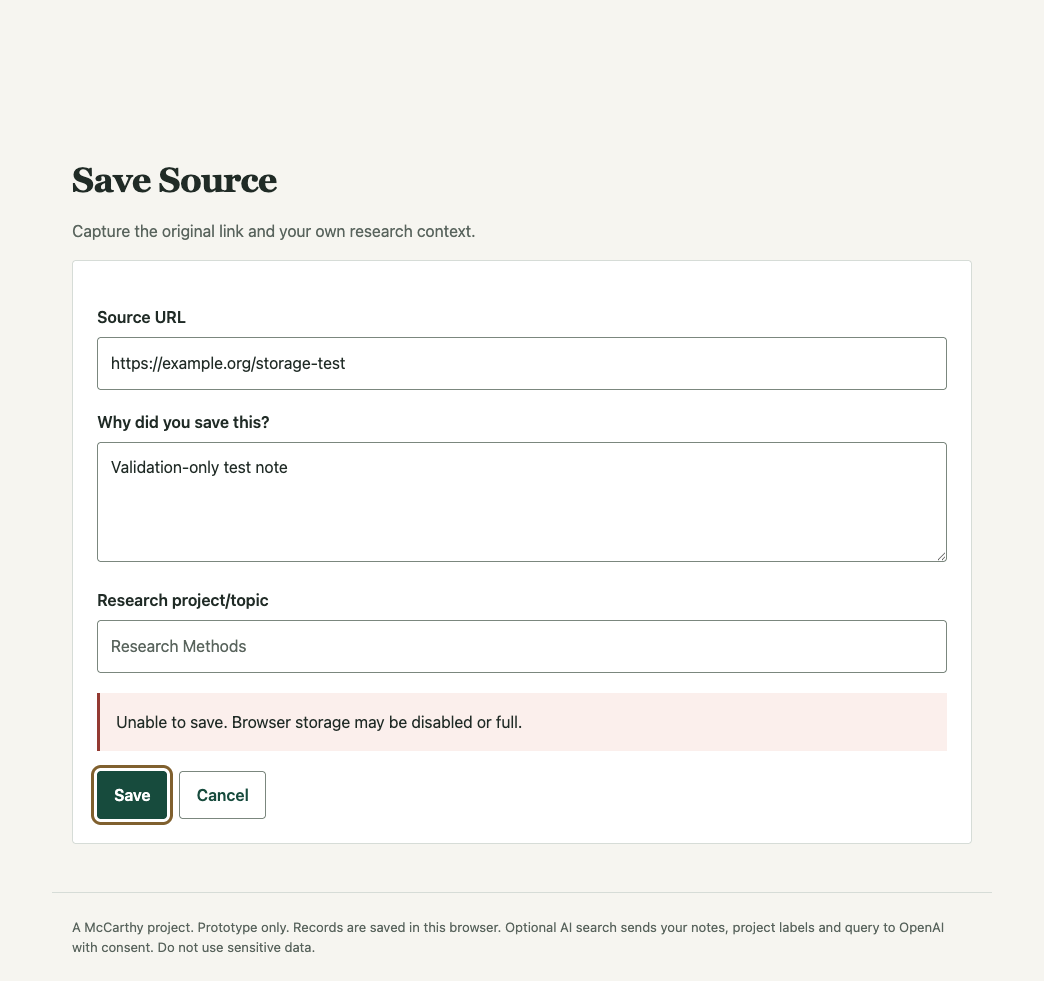 Save Source
Capture the original link and your own research context.
Source URL
https://example.org/storage-test
Why did you save this?
Validation-only test note
Research project/topic
Research Methods
Unable to save. Browser storage may be disabled or full.
Save
Cancel
A McCarthy project. Prototype only. Records are saved in this browser. Optional AI search sends your notes, project labels and query to OpenAI
with consent. Do not use sensitive data.